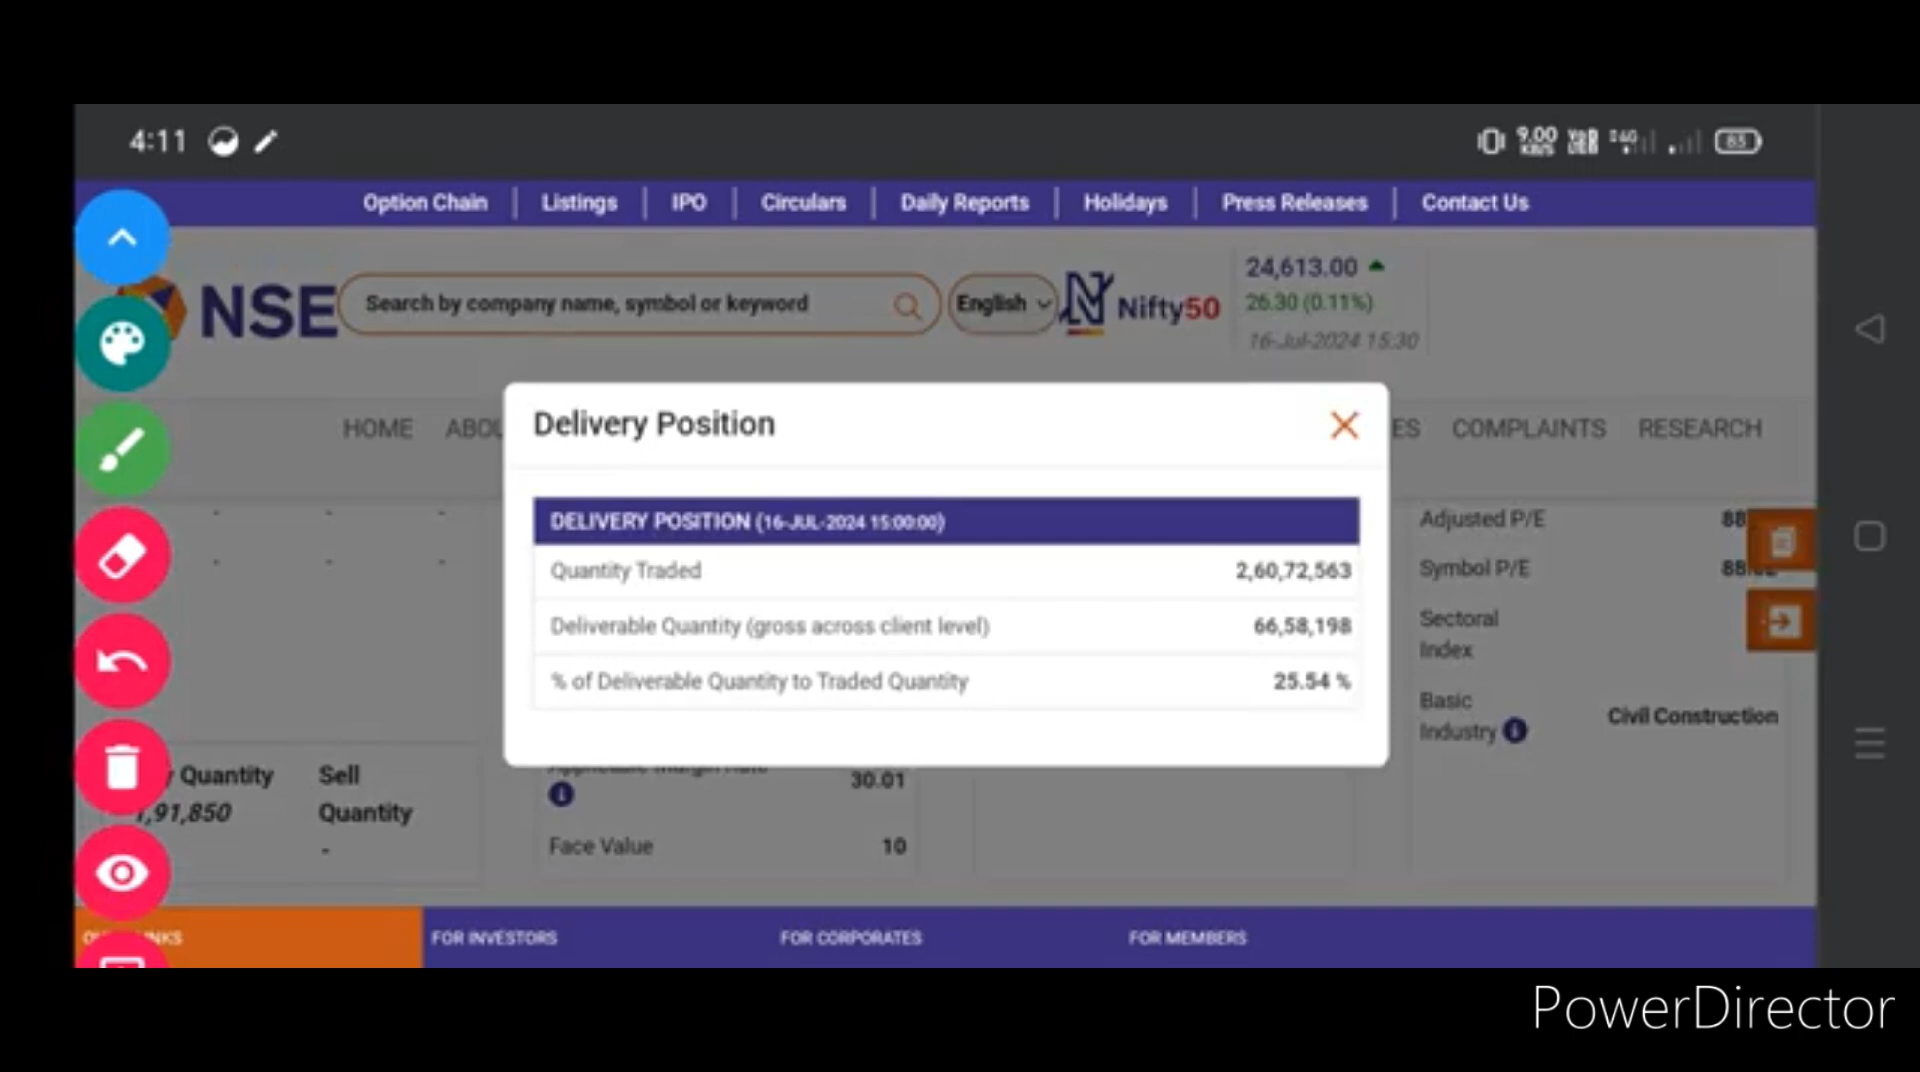 4:11
9.00 KB/S
85
Option Chain
Listings
IPO
Circulars
Daily Reports
Holidays
Press Releases
Contact Us
NSE
Search by company name, symbol or keyword
English
Nifty50
24,613.00
26.30 (0.11%)
16-Jul-2024 15:30
HOME
COMPLAINTS
RESEARCH
Delivery Position
DELIVERY POSITION (16-JUL-2024 15:00:00)
Quantity Traded 2,60,72,563
Deliverable Quantity (gross across client level) 66,58,198
% of Deliverable Quantity to Traded Quantity 25.54 %
Adjusted P/E
Symbol P/E
Sectoral
Index
Basic
Industry
Civil Construction
Quantity
Sell
Quantity
-
30.01
Face Value 10
FOR INVESTORS
FOR CORPORATES
FOR MEMBERS
PowerDirector